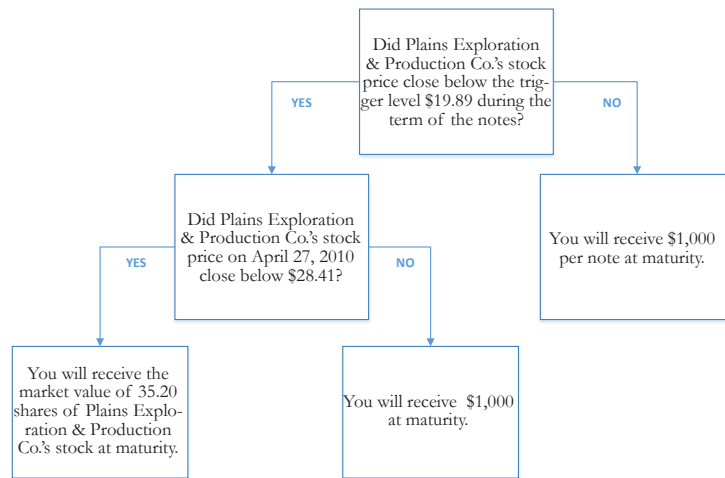 Did Plains Exploration
& Production Co.'s stock
price close below the trig-
ger level $19.89 during the
term of the notes?
YES
NO
Did Plains Exploration
& Production Co.'s stock
price on April 27, 2010
close below $28.41?
You will receive $1,000
per note at maturity.
YES
NO
You will receive the
market value of 35.20
shares of Plains Explo-
ration & Production
Co.'s stock at maturity.
You will receive $1,000
at maturity.